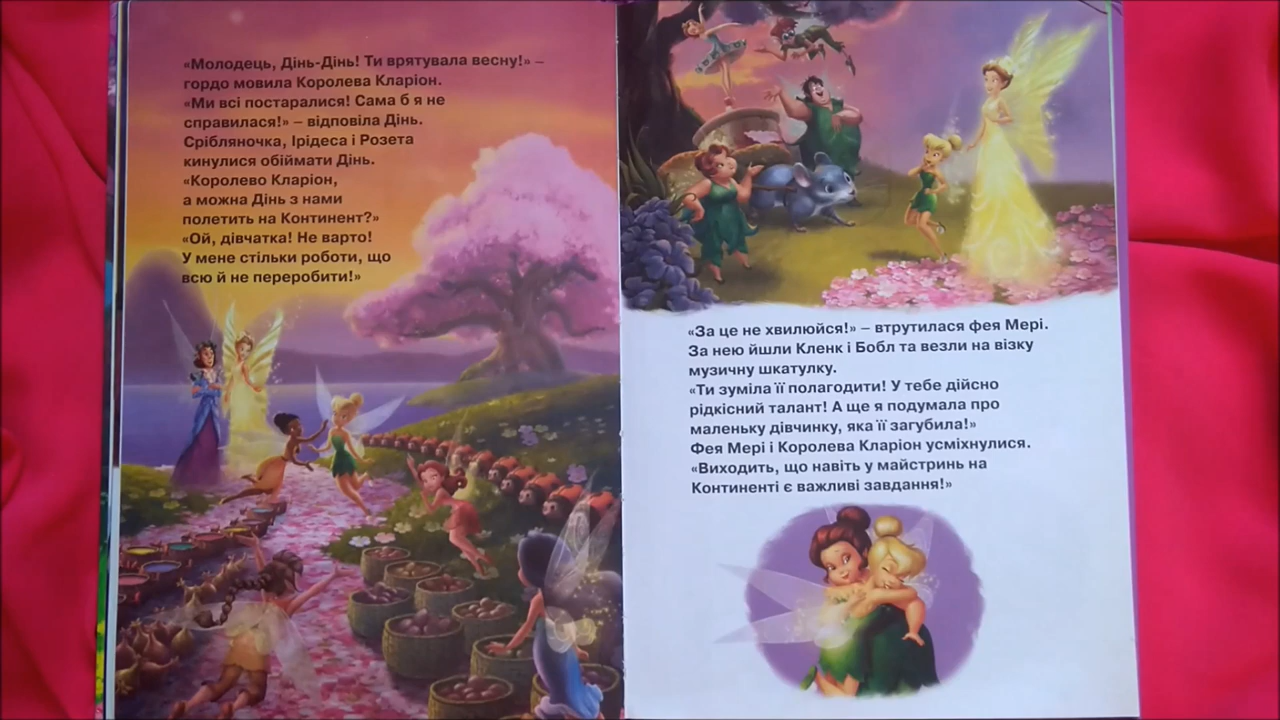 «Молодець, Дінь-Дінь! Ти врятувала весну!» –
гордо мовила Королева Кларіон.
«Ми всі постаралися! Сама б я не
справилася!» – відповіла Дінь.
Срібляночка, Ірідеса і Розета
кинулися обіймати Дінь.
«Королево Кларіон,
а можна Дінь з нами
полетить на Континент?»
«Ой, дівчатка! Не варто!
У мене стільки роботи, що
всю й не переробити!»
«За це не хвилюйся!» – втрутилася фея Мері.
За нею йшли Кленк і Бобл та везли на візку
музичну шкатулку.
«Ти зуміла її полагодити! У тебе дійсно
рідкісний талант! А ще я подумала про
маленьку дівчинку, яка її загубила!»
Фея Мері і Королева Кларіон усміхнулися.
«Виходить, що навіть у майстринь на
Континенті є важливі завдання!»